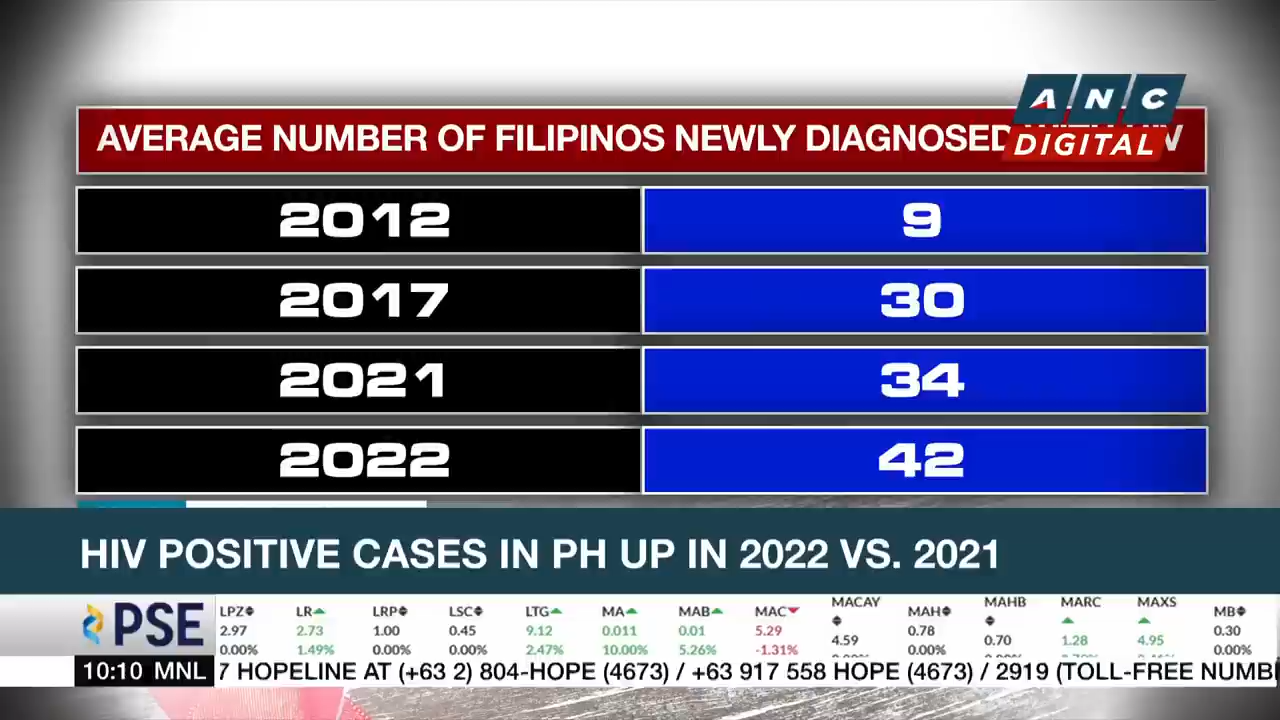 ANC
DIGITAL
AVERAGE NUMBER OF FILIPINOS NEWLY DIAGNOSED
2012 9
2017 30
2021 34
2022 42
HIV POSITIVE CASES IN PH UP IN 2022 VS. 2021
PSE
LPZ LR LRP LSC LTG MA MAB MAC MACAY MAH MAHB MARC MAXS MB
2.97 2.73 1.00 0.45 9.12 0.011 0.01 5.29 4.59 0.78 0.70 1.28 4.95 0.30
0.00% 1.49% 0.00% 0.00% 2.47% 10.00% 5.26% -1.31% 0.00% 0.00%
10:10 MNL
7 HOPELINE AT (+63 2) 804-HOPE (4673) / +63 917 558 HOPE (4673) / 2919 (TOLL-FREE NUMB